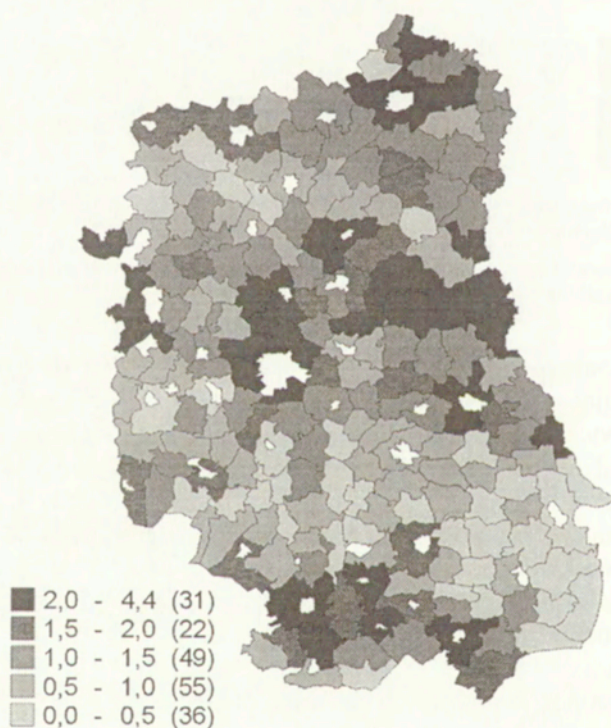 2,0 - 4,4 (31)
1,5 - 2,0 (22)
1,0 - 1,5 (49)
0,5 - 1,0 (55)
0,0 - 0,5 (36)